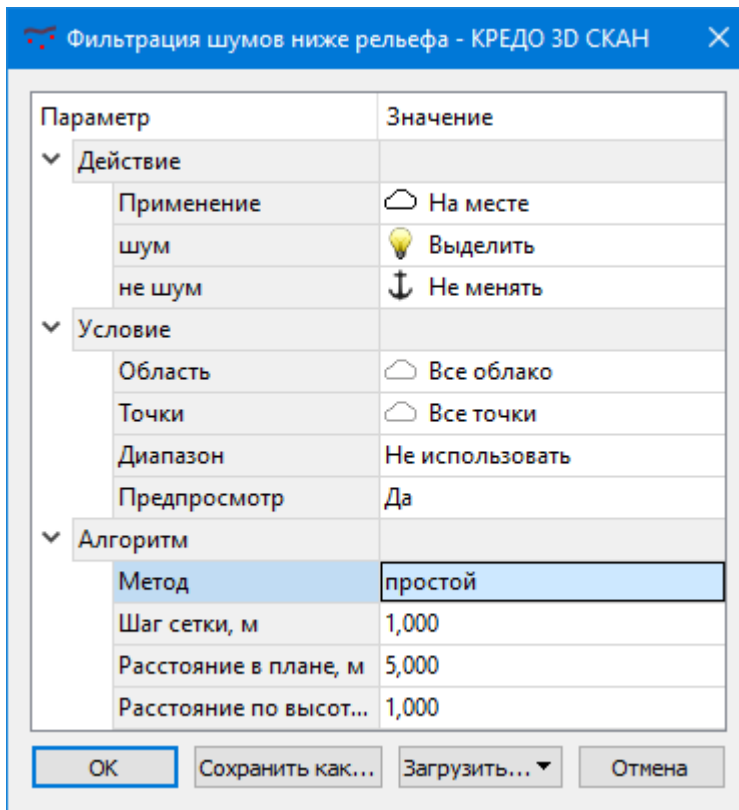 Фильтрация шумов ниже рельефа - КРЕДО 3D СКАН
Параметр Значение
Действие
Применение На месте
шум Выделить
не шум Не менять
Условие
Область Все облако
Точки Все точки
Диапазон Не использовать
Предпросмотр Да
Алгоритм
Метод простой
Шаг сетки, м 1,000
Расстояние в плане, м 5,000
Расстояние по высот... 1,000
ОК Сохранить как... Загрузить... Отмена